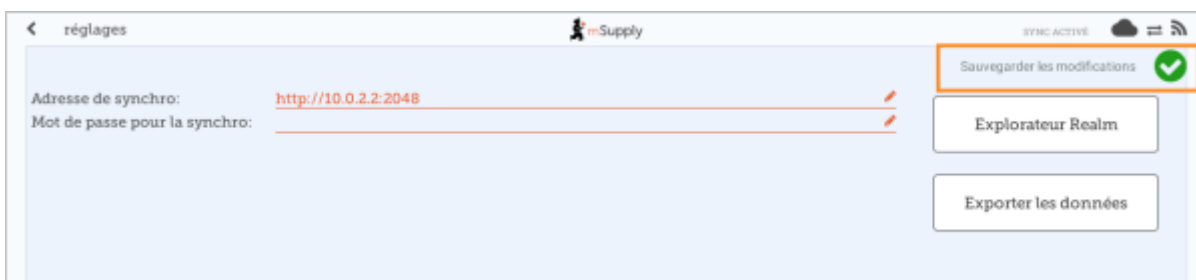 réglages
mSupply
SYNC ACTIVE
Sauvegarder les modifications
Adresse de synchro: http://10.0.2.2:2048
Mot de passe pour la synchro:
Explorateur Realm
Exporter les données